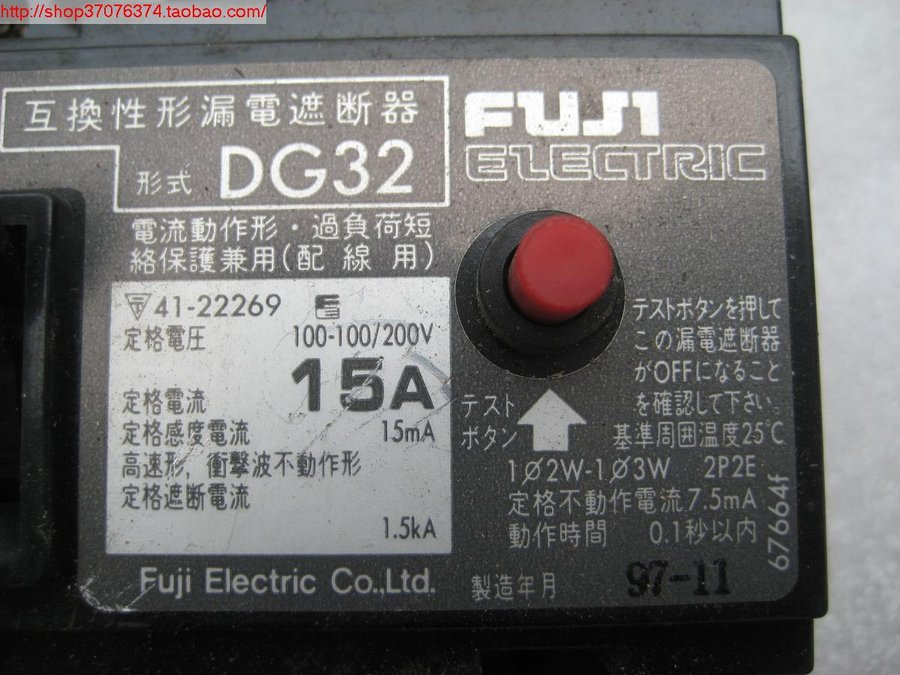 http://shop37076374.taobao.com/
互換性形漏電遮断器
形式 DG32
FUJI
ELECTRIC
電流動作形・過負荷短
絡保護兼用(配線用)
41-22269
定格電圧 100-100/200V
定格電流 15A
定格感度電流 15mA
高速形,衝撃波不動作形
定格遮断電流
1.5kA
Fuji Electric Co.,Ltd.
テスト
ボタン
テストボタンを押して
この漏電遮断器
がOFFになること
を確認して下さい。
基準周囲温度25℃
1∅2W-1∅3W 2P2E
定格不動作電流7.5mA
動作時間 0.1秒以内
製造年月 97-11
67664f